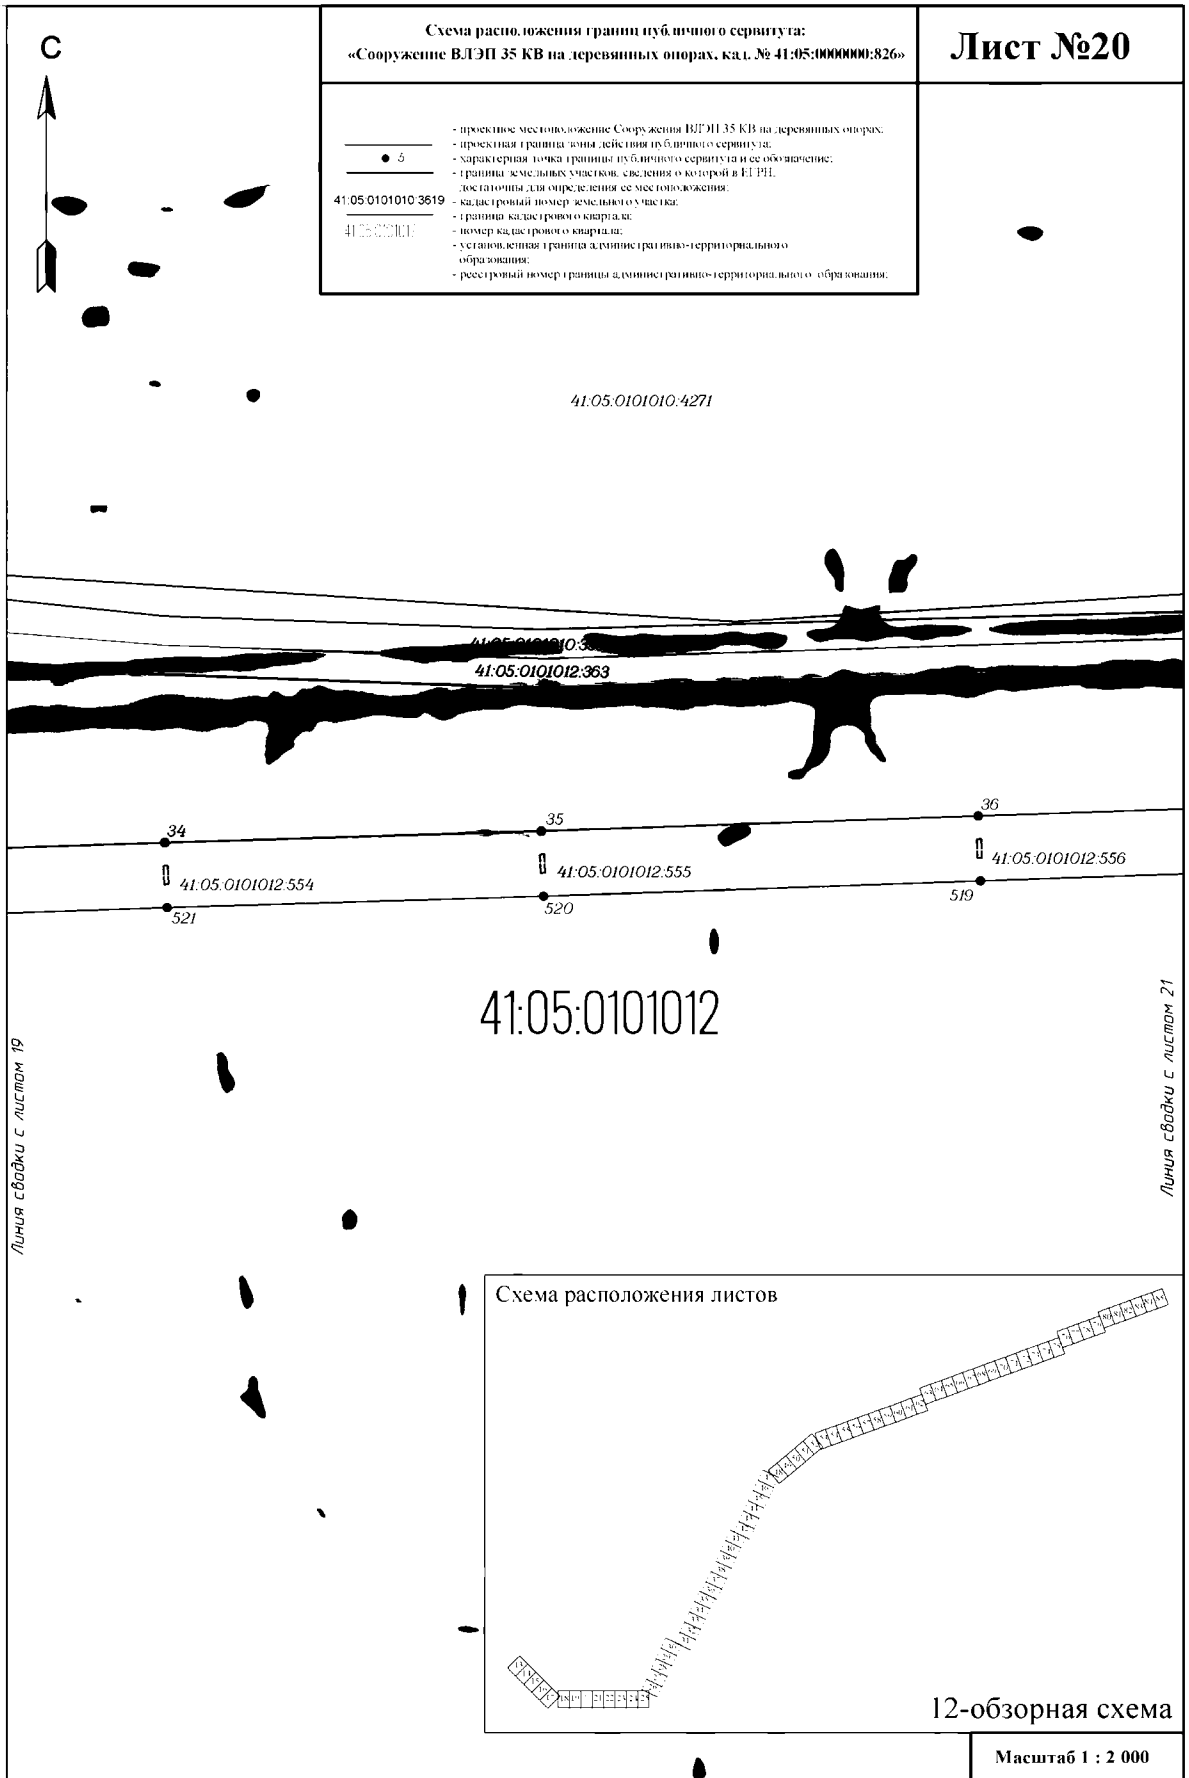 С
Схема расположения границ публичного сервитута:
«Сооружение ВЛЭП 35 КВ на деревянных опорах, кад. № 41:05:0000000:826»
Лист №20
- проектное местоположение Сооружения ВЛЭП 35 КВ на деревянных опорах;
- проектная граница зоны действия публичного сервитута;
5 - характерная точка границы публичного сервитута и ее обозначение;
- граница земельных участков, сведения о которой в ЕГРН,
достаточны для определения ее местоположения;
41:05:0101010:3619 - кадастровый номер земельного участка;
- граница кадастрового квартала;
- номер кадастрового квартала;
- установленная граница административно-территориального
образования;
- реестровый номер границы административно-территориального образования;
41:05:0101010:4271
41:05:0101012:363
34
35
36
41:05:0101012:554
41:05:0101012:555
41:05:0101012:556
521
520
519
41:05:0101012
Линия сводки с листом 19
Линия сводки с листом 21
Схема расположения листов
12-обзорная схема
Масштаб 1 : 2 000